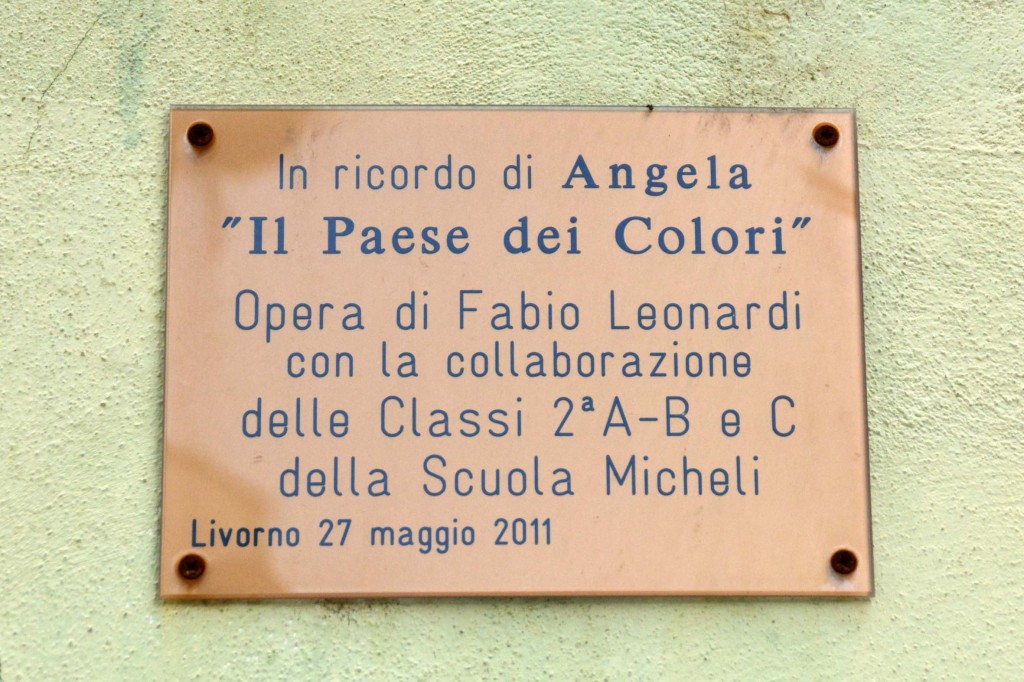 In ricordo di Angela
"Il Paese dei Colori"
Opera di Fabio Leonardi
con la collaborazione
delle Classi 2ªA-B e C
della Scuola Micheli
Livorno 27 maggio 2011